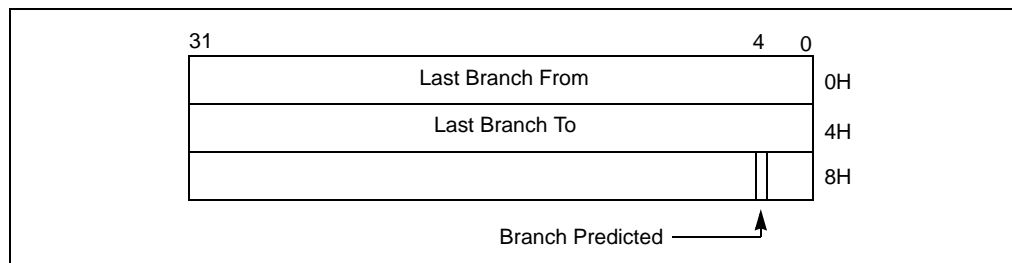 31 4 0
Last Branch From 0H
Last Branch To 4H
8H
Branch Predicted